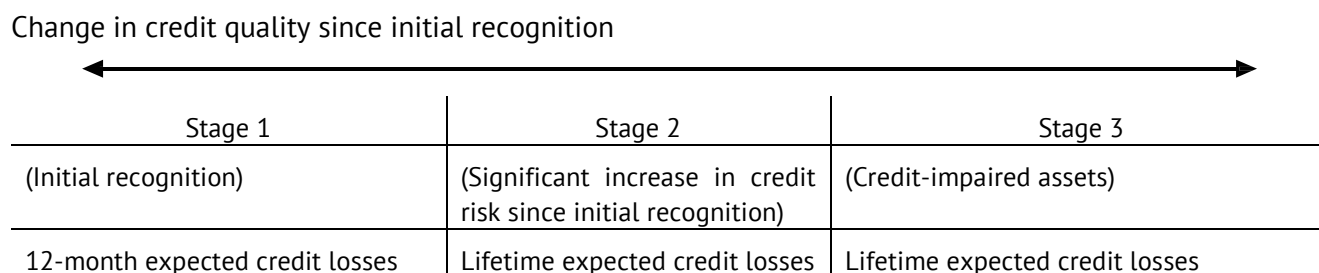 Change in credit quality since initial recognition
Stage 1 Stage 2 Stage 3
(Initial recognition) (Significant increase in credit risk since initial recognition) (Credit-impaired assets)
12-month expected credit losses Lifetime expected credit losses Lifetime expected credit losses